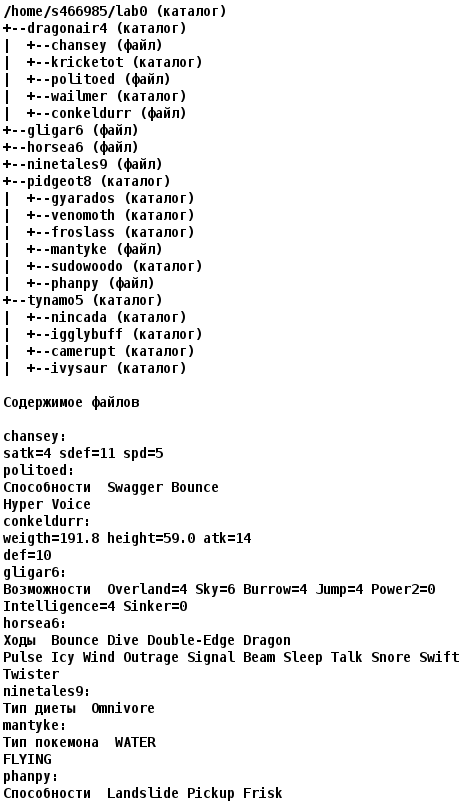 /home/s466985/lab0 (каталог)
+--dragonair4 (каталог)
|  +--chansey (файл)
|  +--kricketot (каталог)
|  +--politoed (файл)
|  +--wailmer (каталог)
|  +--conkeldurr (файл)
+--gligar6 (файл)
+--horsea6 (файл)
+--ninetales9 (файл)
+--pidgeot8 (каталог)
|  +--gyarados (каталог)
|  +--venomoth (каталог)
|  +--froslass (каталог)
|  +--mantyke (файл)
|  +--sudowoodo (каталог)
|  +--phanpy (файл)
+--tynamo5 (каталог)
|  +--nincada (каталог)
|  +--igglybuff (каталог)
|  +--camerupt (каталог)
|  +--ivysaur (каталог)

Содержимое файлов

chansey:
satk=4 sdef=11 spd=5
politoed:
Способности  Swagger Bounce
Hyper Voice
conkeldurr:
weigth=191.8 height=59.0 atk=14
def=10
gligar6:
Возможности  Overland=4 Sky=6 Burrow=4 Jump=4 Power2=0
Intelligence=4 Sinker=0
horsea6:
Ходы  Bounce Dive Double-Edge Dragon
Pulse Icy Wind Outrage Signal Beam Sleep Talk Snore Swift
Twister
ninetales9:
Тип диеты  Omnivore
mantyke:
Тип покемона  WATER
FLYING
phanpy:
Способности  Landslide Pickup Frisk